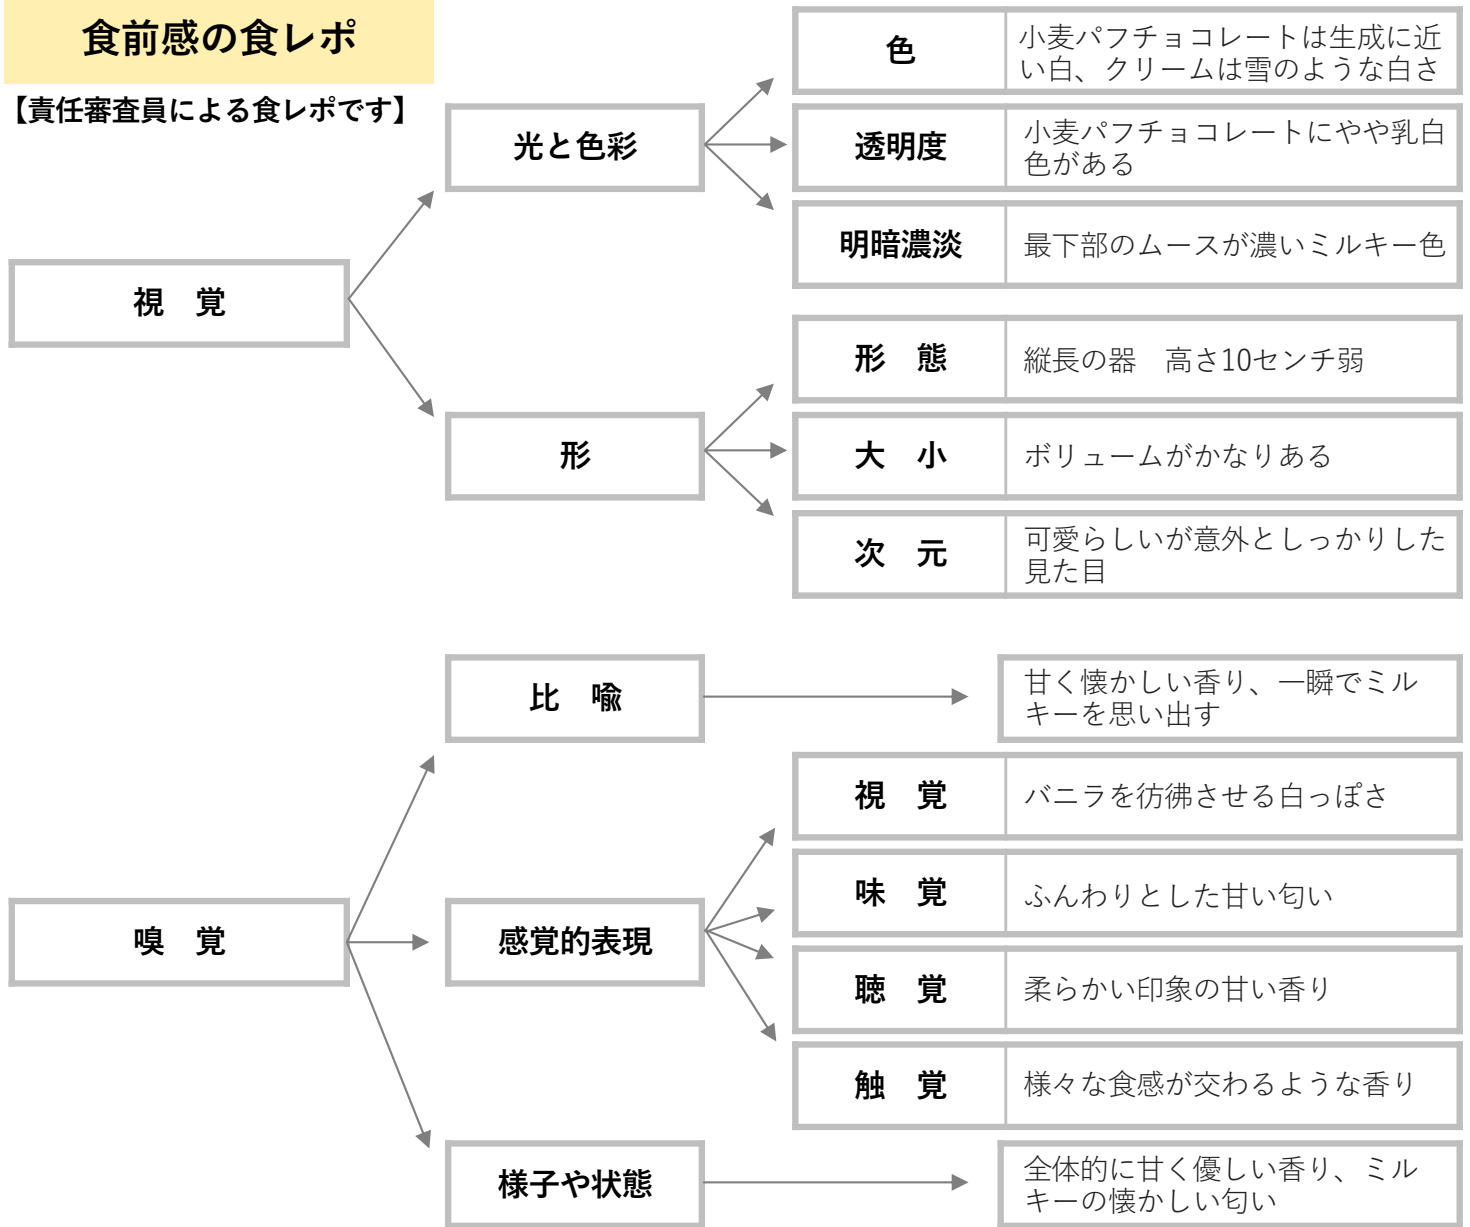 食前感の食レポ
【責任審査員による食レポです】
視　覚
光と色彩
色
小麦パフチョコレートは生成に近
い白、クリームは雪のような白さ
透明度
小麦パフチョコレートにやや乳白
色がある
明暗濃淡
最下部のムースが濃いミルキー色
形
形　態
縦長の器　高さ10センチ弱
大　小
ボリュームがかなりある
次　元
可愛らしいが意外としっかりした
見た目
嗅　覚
比　喩
甘く懐かしい香り、一瞬でミル
キーを思い出す
感覚的表現
視　覚
バニラを彷彿させる白っぽさ
味　覚
ふんわりとした甘い匂い
聴　覚
柔らかい印象の甘い香り
触　覚
様々な食感が交わるような香り
様子や状態
全体的に甘く優しい香り、ミル
キーの懐かしい匂い